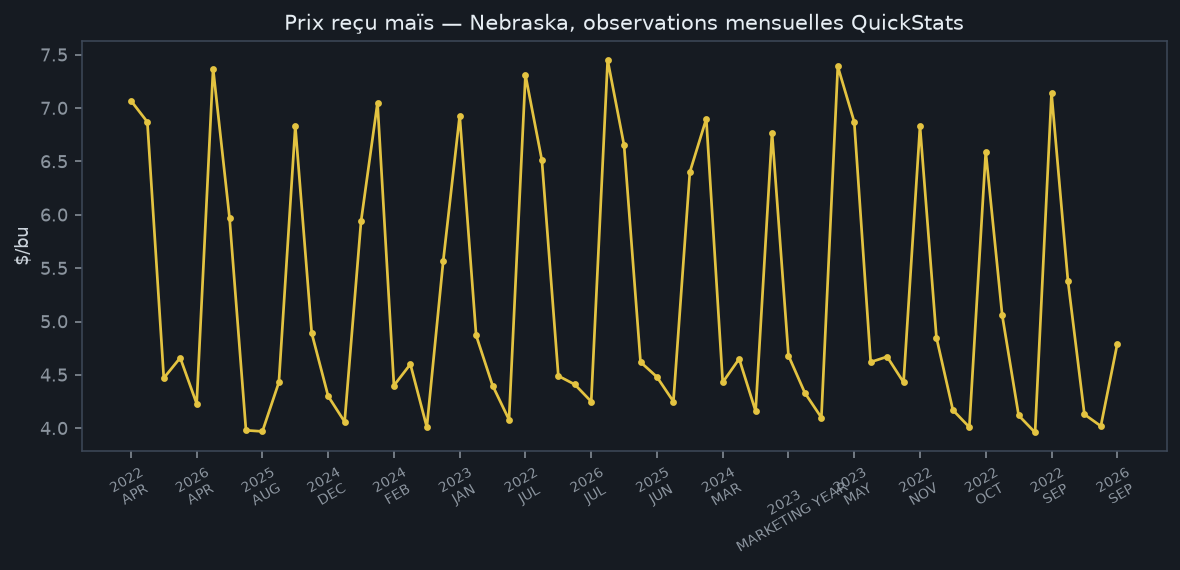 Prix reçu maïs — Nebraska, observations mensuelles QuickStats
$/bu
7.5
7.0
6.5
6.0
5.5
5.0
4.5
4.0
2022
APR
2026
APR
2025
AUG
2024
DEC
2024
FEB
2023
JAN
2022
JUL
2026
JUL
2025
JUN
2024
MAR
2023
MARKETING YEAR
2023
MAY
2022
NOV
2022
OCT
2022
SEP
2026
SEP